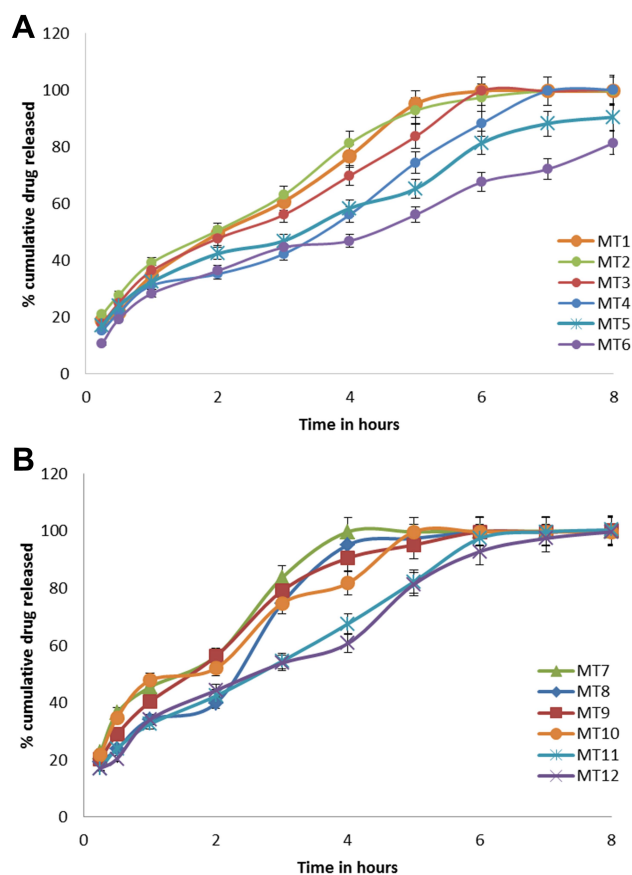 A
120
100
80
60
40
20
0
% cumulative drug released
MT1
MT2
MT3
MT4
MT5
MT6
0 2 4 6 8
Time in hours
B
120
100
80
60
40
20
0
% cumulative drug released
MT7
MT8
MT9
MT10
MT11
MT12
0 2 4 6 8
Time in hours